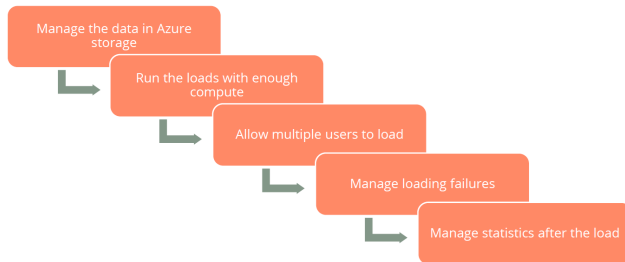 Manage the data in Azure
storage
Run the loads with enough
compute
Allow multiple users to load
Manage loading failures
Manage statistics after the load